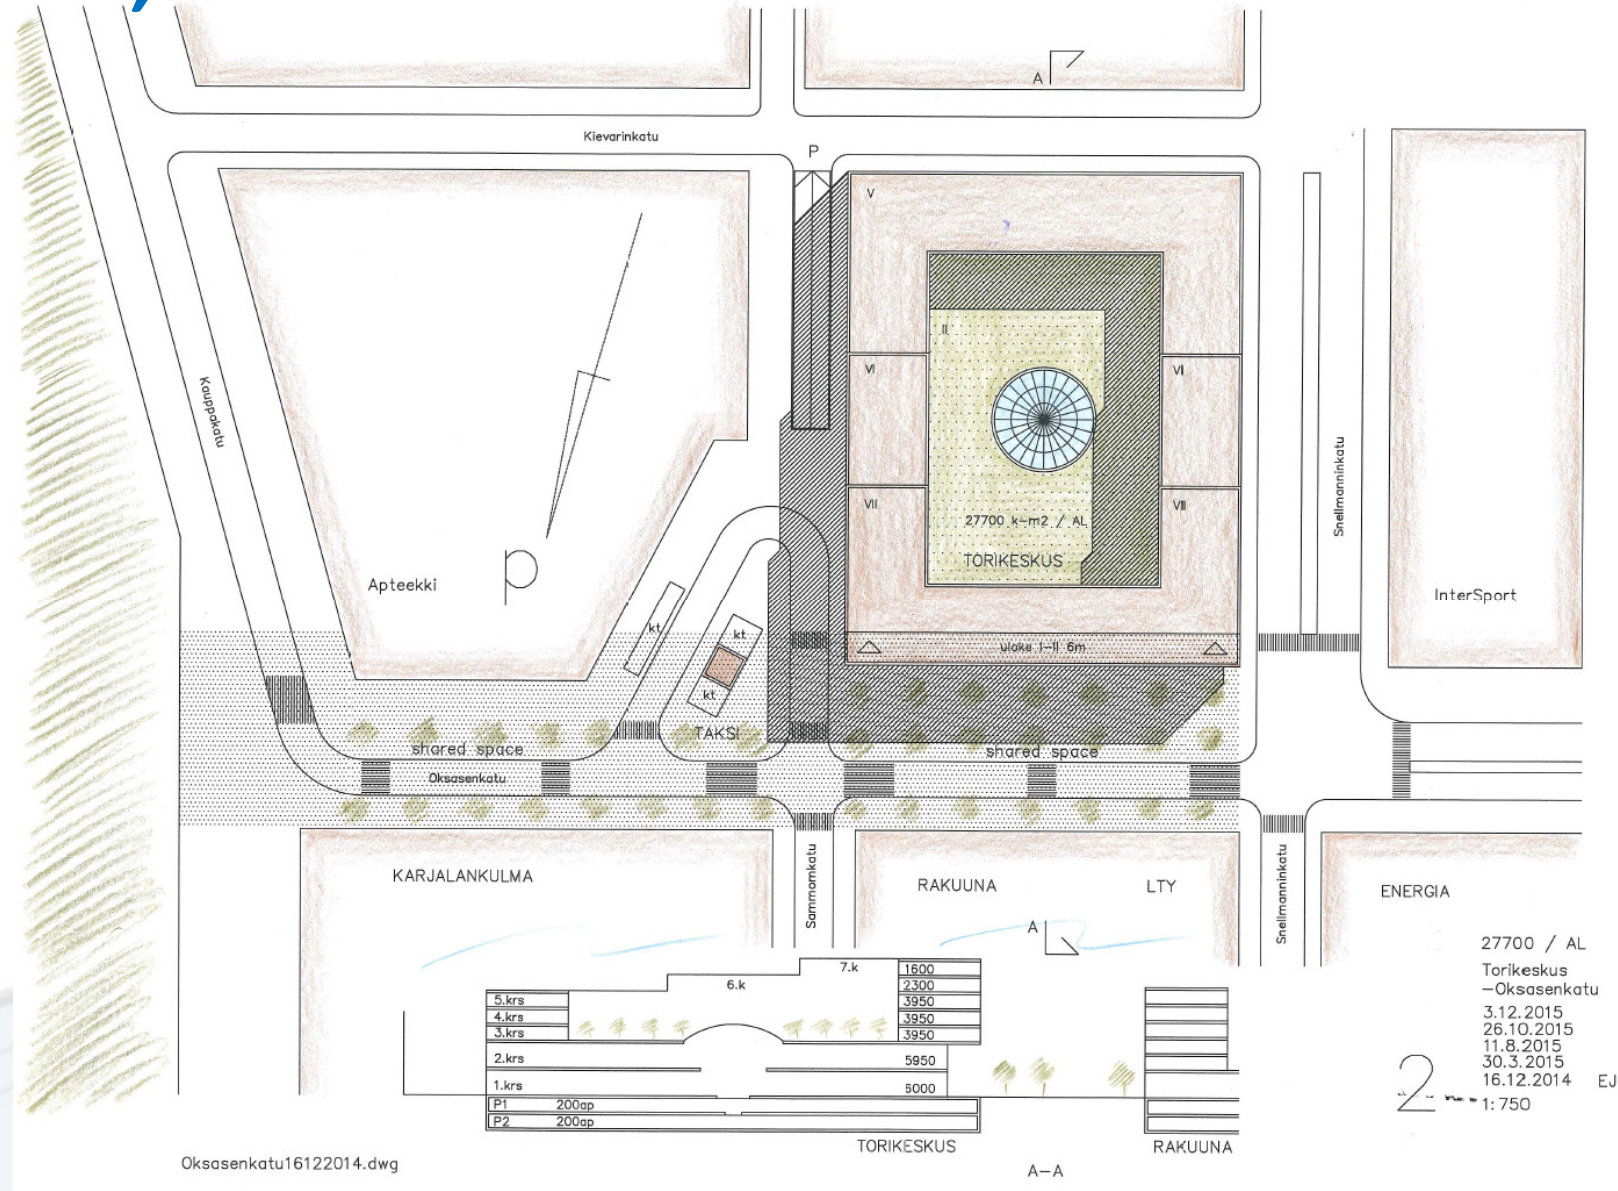 A
Kievarinkatu
P
V
II
VI
VII
Kauppakatu
Snellmanninkatu
VII
VII
27700 k-m2 / AL
TORIKESKUS
Apteekki
InterSport
kt
kt
kt
uloke I-II 6m
TAKSI
shared space
shared space
Oksasenkatu
KARJALANKULMA
Sammonkatu
RAKUUNA
LTY
Snellmanninkatu
ENERGIA
A
27700 / AL
Torikeskus
-Oksasenkatu
3.12.2015
26.10.2015
11.8.2015
30.3.2015
16.12.2014 EJ
1:750
2
7.k
6.k
1600
2300
5.krs 3950
4.krs 3950
3.krs 3950
2.krs 5950
1.krs 6000
P1 200ap
P2 200ap
TORIKESKUS
RAKUUNA
A-A
Oksasenkatu16122014.dwg